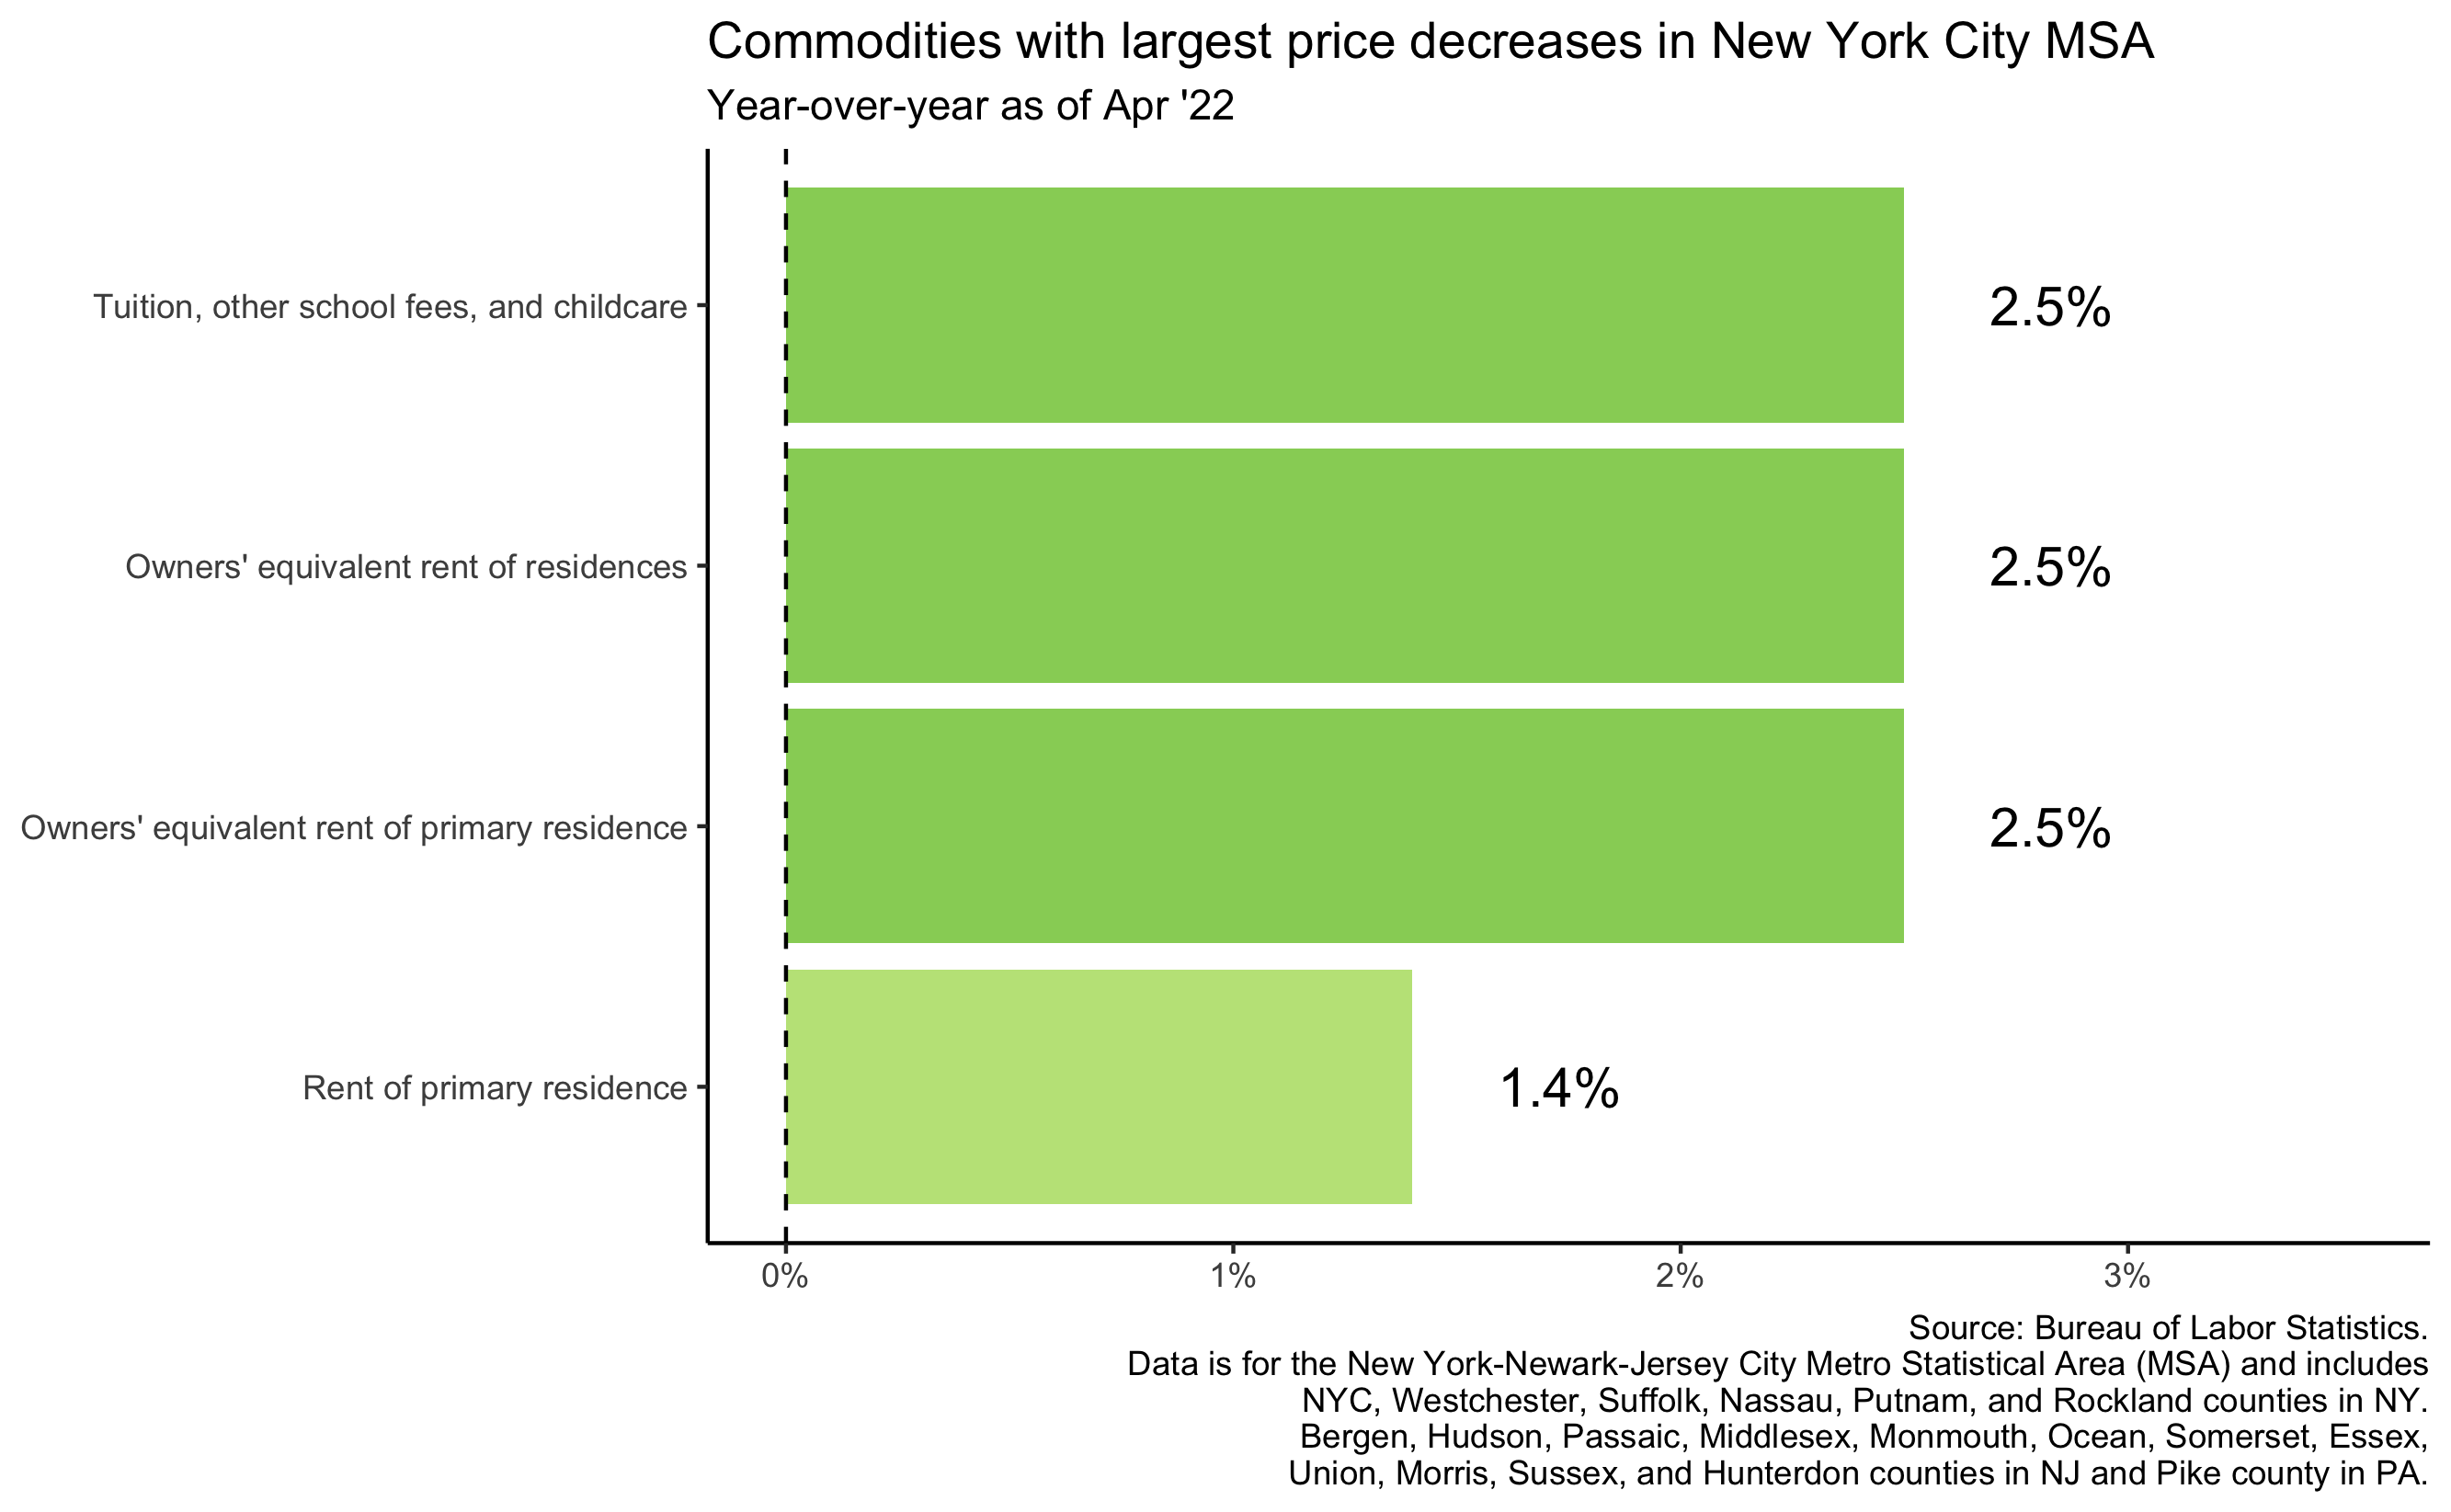 Commodities with largest price decreases in New York City MSA
Year-over-year as of Apr '22
Tuition, other school fees, and childcare
2.5%
Owners' equivalent rent of residences
2.5%
Owners' equivalent rent of primary residence
2.5%
Rent of primary residence
1.4%
0% 1% 2% 3%
Source: Bureau of Labor Statistics.
Data is for the New York-Newark-Jersey City Metro Statistical Area (MSA) and includes
NYC, Westchester, Suffolk, Nassau, Putnam, and Rockland counties in NY.
Bergen, Hudson, Passaic, Middlesex, Monmouth, Ocean, Somerset, Essex,
Union, Morris, Sussex, and Hunterdon counties in NJ and Pike county in PA.